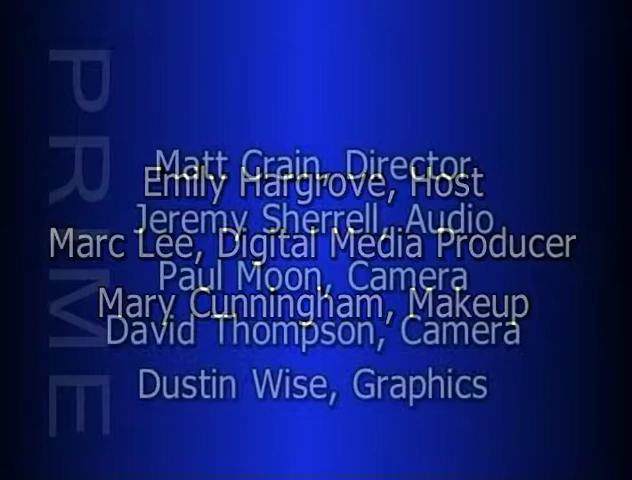 PRIME
Matt Crain, Director
Emily Hargrove, Host
Jeremy Sherrell, Audio
Marc Lee, Digital Media Producer
Paul Moon, Camera
Mary Cunningham, Makeup
David Thompson, Camera
Dustin Wise, Graphics